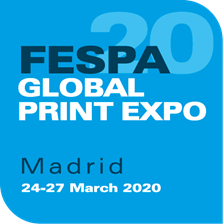 20
FESPA
GLOBAL
PRINT EXPO
Madrid
24-27 March 2020